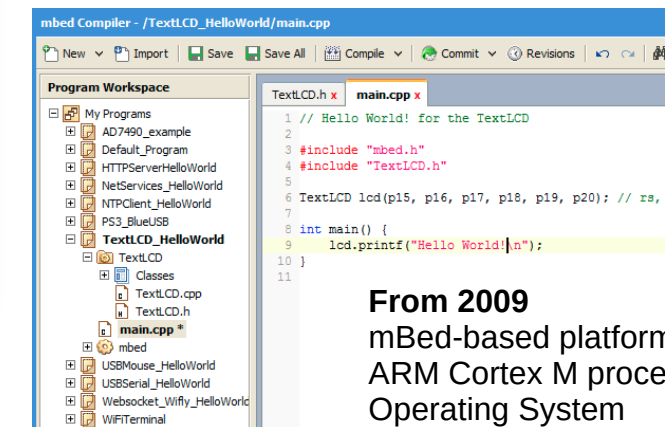 mbed Compiler - /TextLCD_HelloWorld/main.cpp
New Import Save Save All Compile Commit Revisions
Program Workspace
My Programs
AD7490_example
Default_Program
HTTPServerHelloWorld
NetServices_HelloWorld
NTPClient_HelloWorld
PS3_BlueUSB
TextLCD_HelloWorld
TextLCD
Classes
TextLCD.cpp
TextLCD.h
main.cpp *
mbed
USBMouse_HelloWorld
USBSerial_HelloWorld
Websocket_Wifly_HelloWorld
WiFiTerminal
TextLCD.h x main.cpp x
1 // Hello World! for the TextLCD
2
3 #include "mbed.h"
4 #include "TextLCD.h"
5
6 TextLCD lcd(p15, p16, p17, p18, p19, p20); // rs,
7
8 int main() {
9 lcd.printf("Hello World!\n");
10 }
11
From 2009
mBed-based platform
ARM Cortex M proce
Operating System